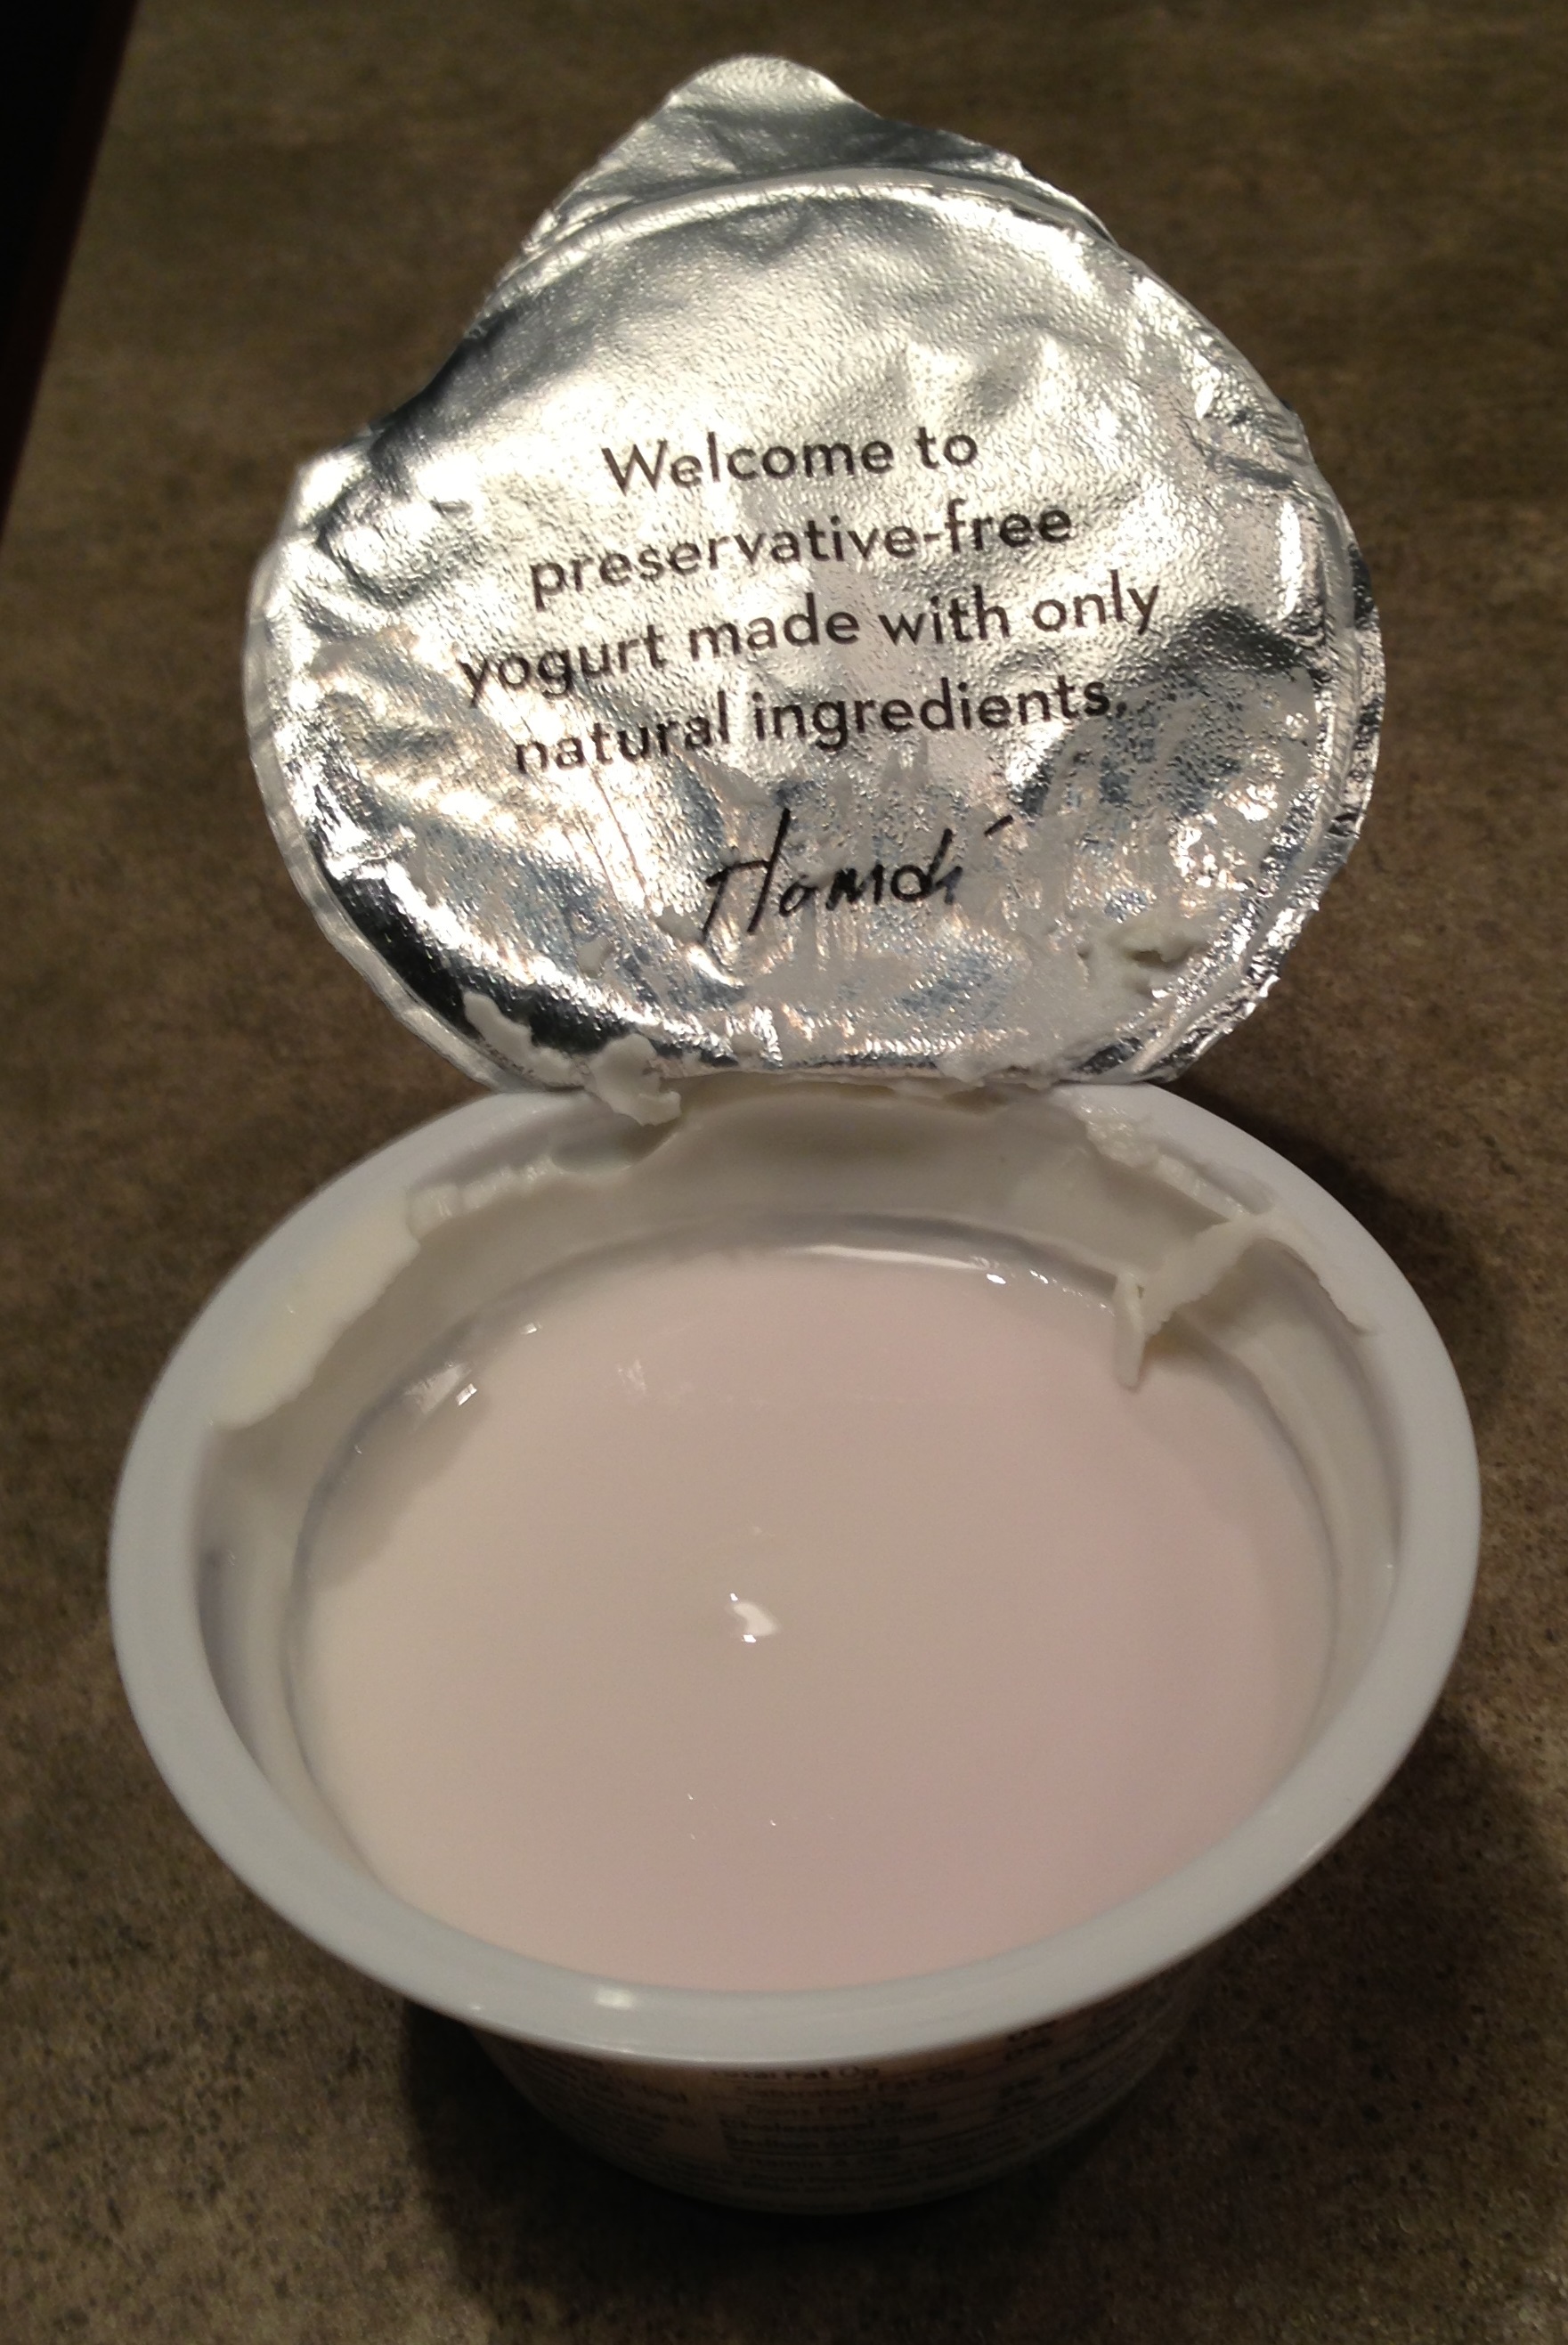 Welcome to
preservative-free
yogurt made with only
natural ingredients.
Hamdi